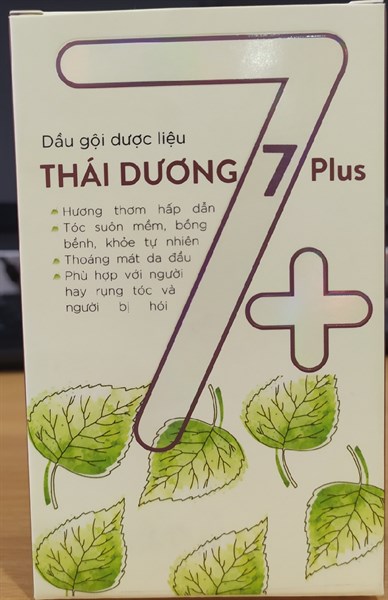 Dầu gội dược liệu
THÁI DƯƠNG 7 Plus
Hương thơm hấp dẫn
Tóc suôn mềm, bồng
bềnh, khỏe tự nhiên
Thoáng mát da đầu
Phù hợp với người
hay rụng tóc và
người bị hói
7+